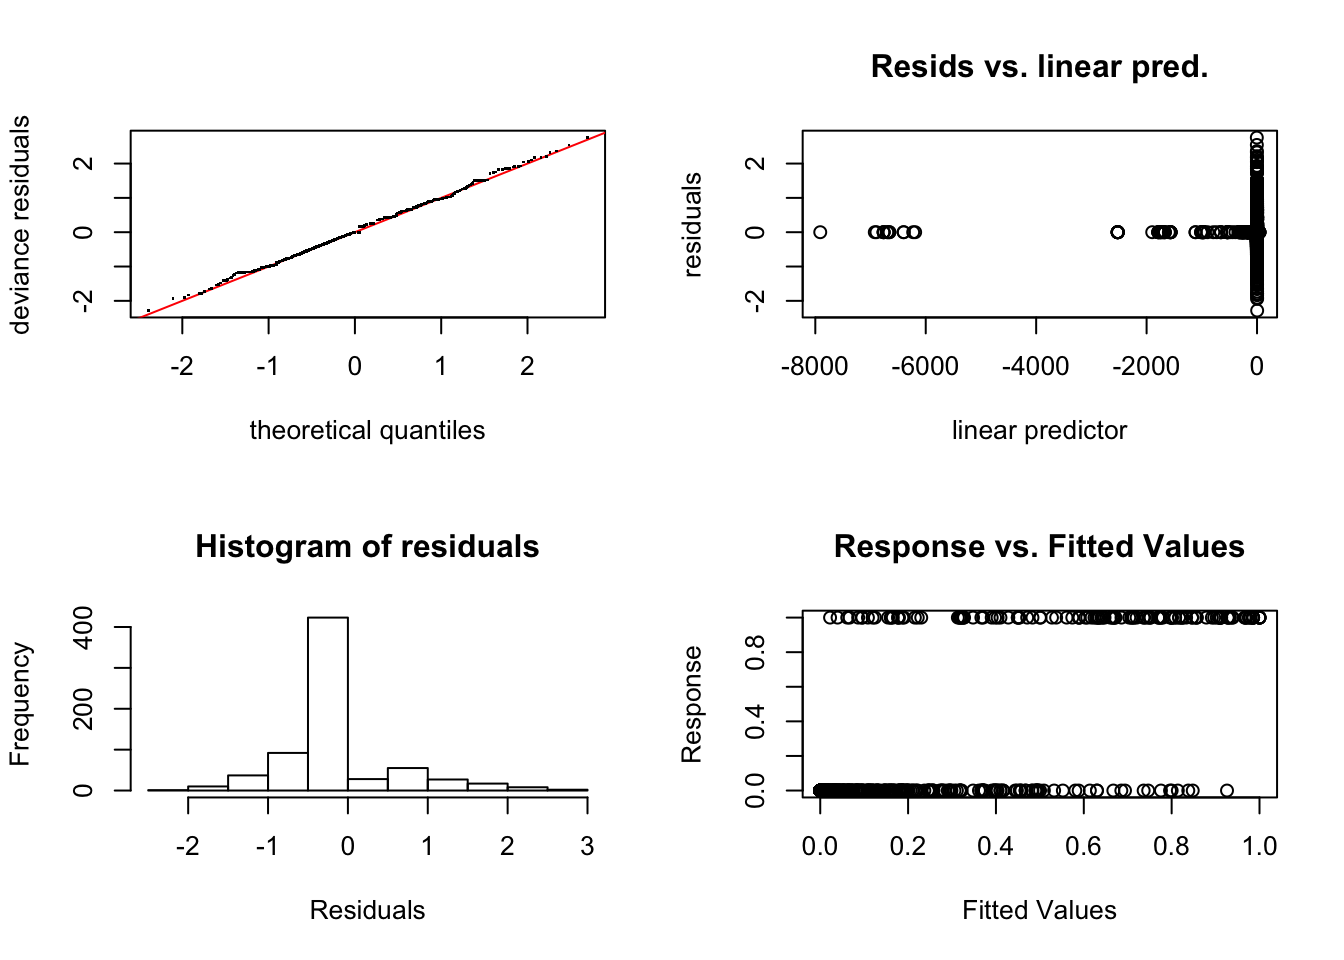 deviance residuals
2
0
-2
-2 -1 0 1 2
theoretical quantiles
Resids vs. linear pred.
residuals
2
0
-2
-8000 -6000 -4000 -2000 0
linear predictor
Histogram of residuals
Frequency
400
200
0
-2 -1 0 1 2 3
Residuals
Response vs. Fitted Values
Response
0.8
0.4
0.0
0.0 0.2 0.4 0.6 0.8 1.0
Fitted Values